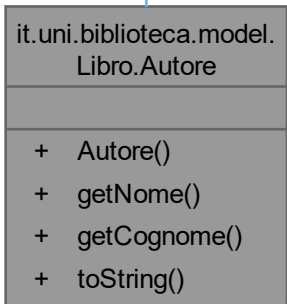 it.uni.biblioteca.model.
Libro.Autore
+ Autore()
+ getNome()
+ getCognome()
+ toString()